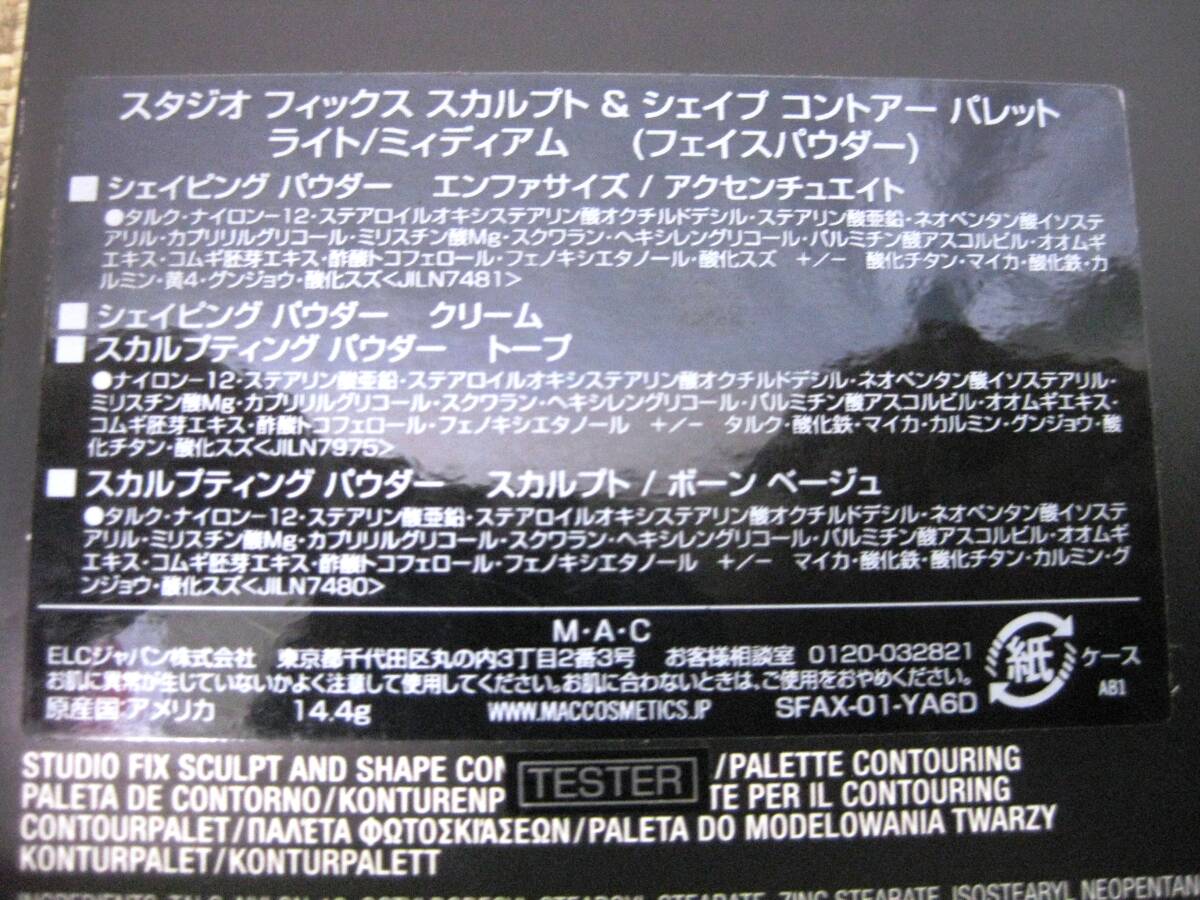 スタジオ フィックス スカルプト & シェイプ コントアー パレット
ライト/ミィディアム (フェイスパウダー)
■ シェイピング パウダー エンファサイズ / アクセンチュエイト
●タルク・ナイロン-12・ステアロイルオキシステアリン酸オクチルドデシル・ステアリン酸亜鉛・ネオペンタン酸イソステ
アリル・カプリリルグリコール・ミリスチン酸Mg・スクワラン・ヘキシレングリコール・パルミチン酸アスコルビル・オオムギ
エキス・コムギ胚芽エキス・酢酸トコフェロール・フェノキシエタノール・酸化スズ +/- 酸化チタン・マイカ・酸化鉄・カ
ルミン・黄4・グンジョウ・酸化スズ<JILN7481>
■ シェイピング パウダー クリーム
■ スカルプティング パウダー トープ
●ナイロン-12・ステアリン酸亜鉛・ステアロイルオキシステアリン酸オクチルドデシル・ネオペンタン酸イソステアリル・
ミリスチン酸Mg・カプリリルグリコール・スクワラン・ヘキシレングリコール・パルミチン酸アスコルビル・オオムギエキス・
コムギ胚芽エキス・酢酸トコフェロール・フェノキシエタノール +/- タルク・酸化鉄・マイカ・カルミン・グンジョウ・酸
化チタン・酸化スズ<JILN7975>
■ スカルプティング パウダー スカルプト / ボーン ベージュ
●タルク・ナイロン-12・ステアリン酸亜鉛・ステアロイルオキシステアリン酸オクチルドデシル・ネオペンタン酸イソステ
アリル・ミリスチン酸Mg・カプリリルグリコール・スクワラン・ヘキシレングリコール・パルミチン酸アスコルビル・オオムギ
エキス・コムギ胚芽エキス・酢酸トコフェロール・フェノキシエタノール +/- マイカ・酸化鉄・酸化チタン・カルミン・グ
ンジョウ・酸化スズ<JILN7480>
M・A・C
ELCジャパン株式会社 東京都千代田区丸の内3丁目2番3号 お客様相談室 0120-032821
お肌に異常が生じていないかよく注意して使用してください。お肌に合わないときは、ご使用をおやめください。
原産国:アメリカ 14.4g WWW.MACCOSMETICS.JP SFAX-01-YA6D
紙 ケース
AB1
STUDIO FIX SCULPT AND SHAPE CON TESTER /PALETTE CONTOURING
PALETA DE CONTORNO/KONTURENP TE PER IL CONTOURING
CONTOURPALET/ΠΑΛΈΤΑ ΦΩΤΟΣΚΙΆΣΕΩΝ/PALETA DO MODELOWANIA TWARZY
KONTURPALET/KONTURPALETT
STEARATE, ISOSTEARYL NEOPENTAN